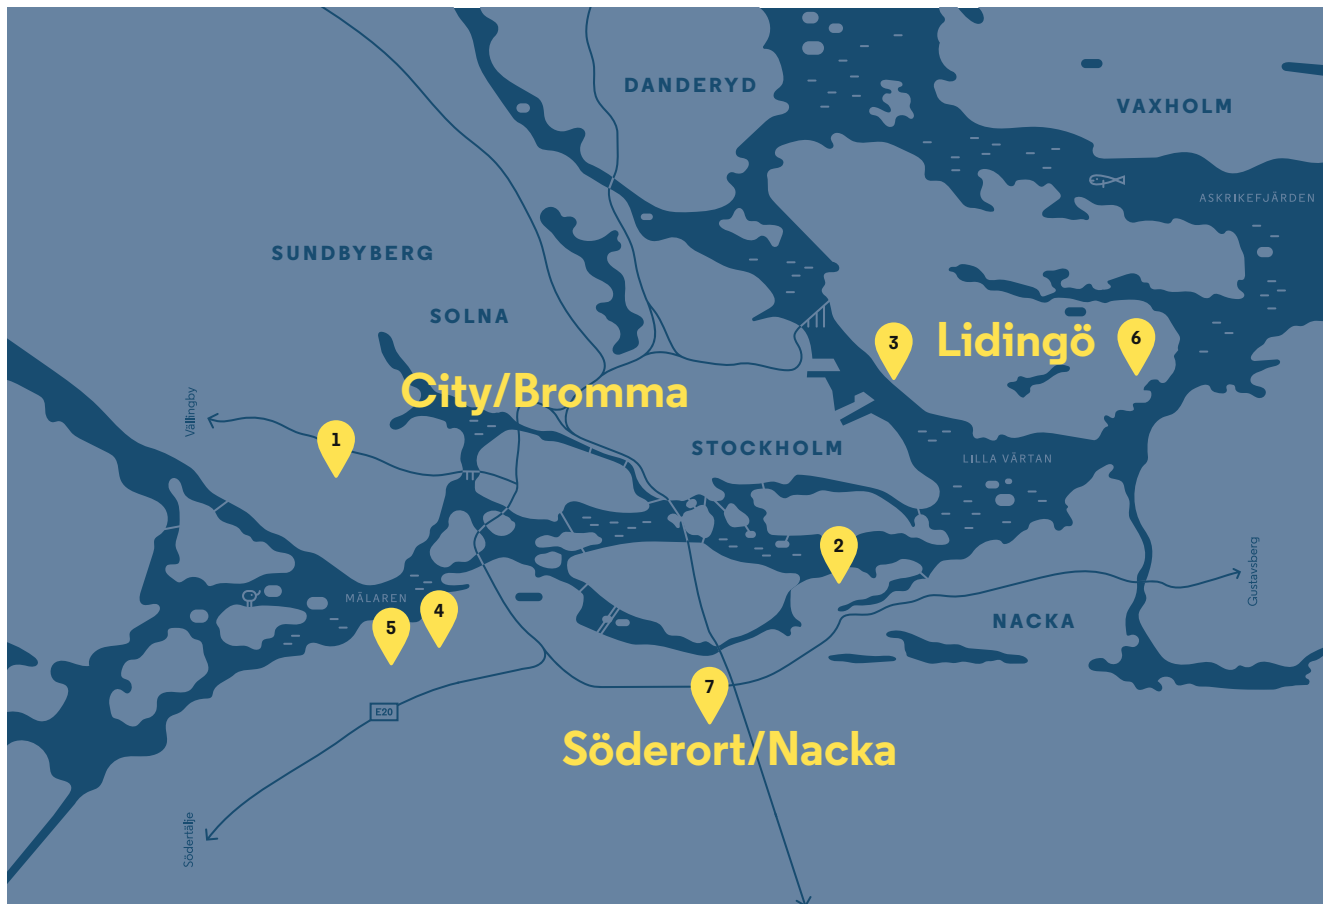 DANDERYD
VAXHOLM
ASKRIKEFJÄRDEN
SUNDBYBERG
SOLNA
3
Lidingö
6
City/Bromma
Vällingby
1
STOCKHOLM
LILLA VÄRTAN
2
Gustavsberg
MÄLAREN
4
5
NACKA
7
E20
Söderort/Nacka
Södertälje